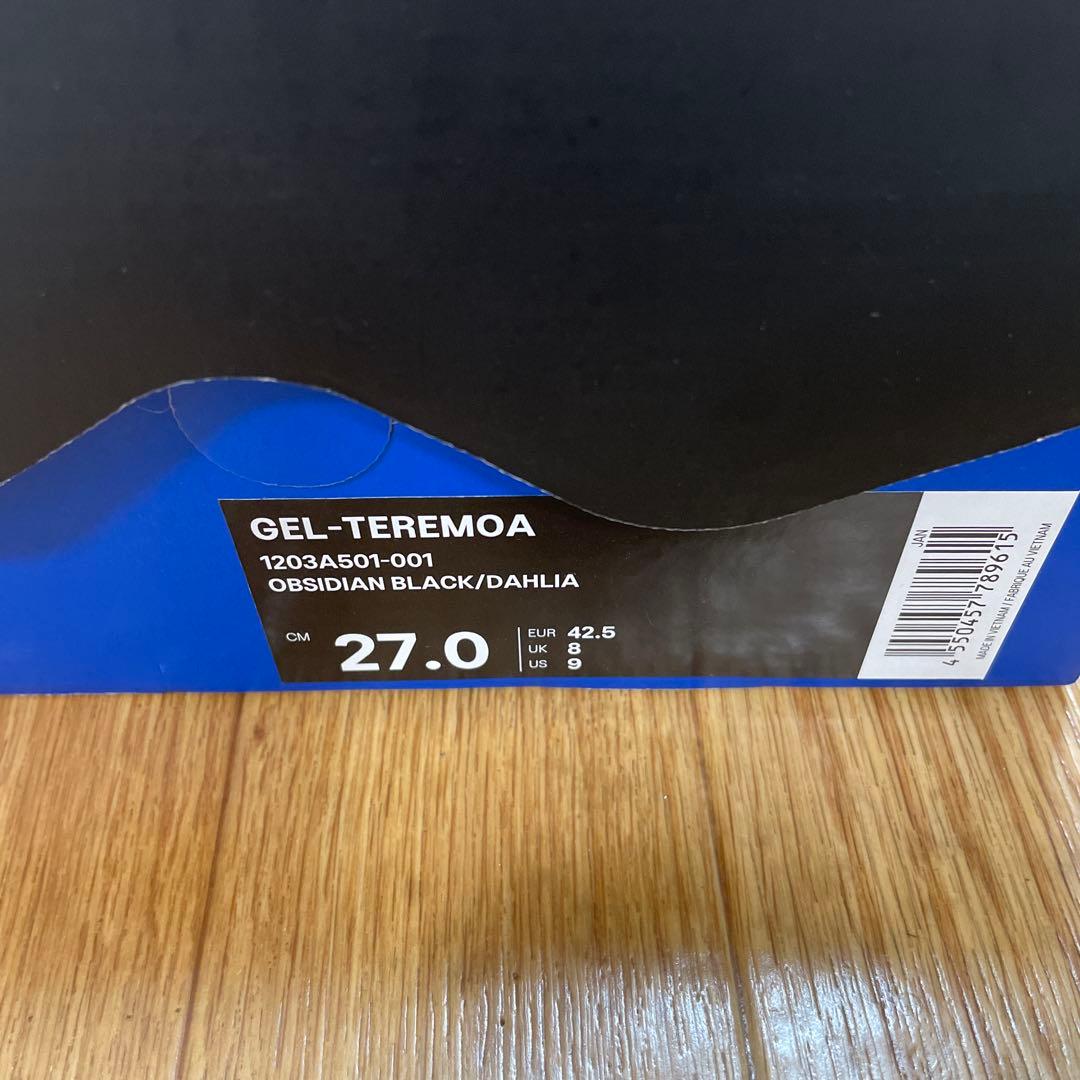 GEL-TEREMOA
1203A501-001
OBSIDIAN BLACK/DAHLIA
CM 27.0
EUR 42.5
UK 8
US 9
JAN
4 550457 789615
MADE IN VIETNAM / FABRIQUE AU VIETNAM